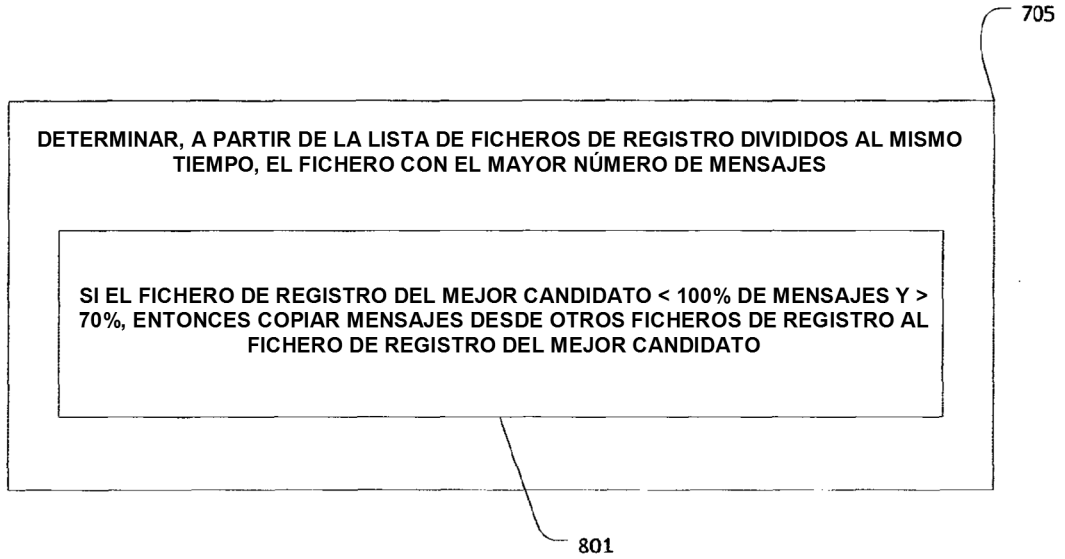 705
DETERMINAR, A PARTIR DE LA LISTA DE FICHEROS DE REGISTRO DIVIDIDOS AL MISMO
TIEMPO, EL FICHERO CON EL MAYOR NÚMERO DE MENSAJES
SI EL FICHERO DE REGISTRO DEL MEJOR CANDIDATO < 100% DE MENSAJES Y >
70%, ENTONCES COPIAR MENSAJES DESDE OTROS FICHEROS DE REGISTRO AL
FICHERO DE REGISTRO DEL MEJOR CANDIDATO
801